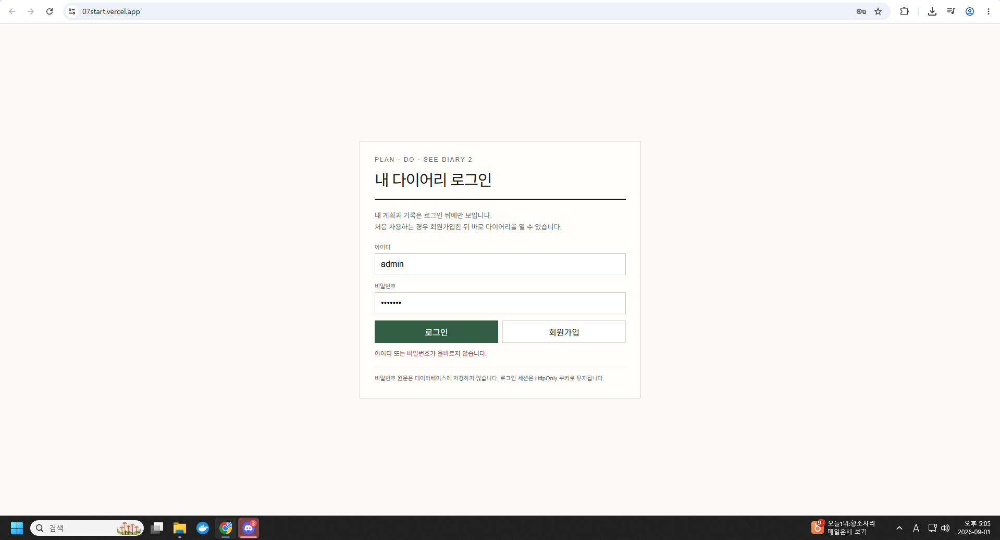 07start.vercel.app
PLAN · DO · SEE DIARY 2
내 다이어리 로그인
내 계획과 기록은 로그인 뒤에만 보입니다.
처음 사용하는 경우 회원가입한 뒤 바로 다이어리를 열 수 있습니다.
아이디
admin
비밀번호
•••••••
로그인
회원가입
아이디 또는 비밀번호가 올바르지 않습니다.
비밀번호 원문은 데이터베이스에 저장하지 않습니다. 로그인 세션은 HttpOnly 쿠키로 유지됩니다.
검색
3
9+
오늘1위:황소자리
매일운세 보기
A
오후 5:05
2026-09-01